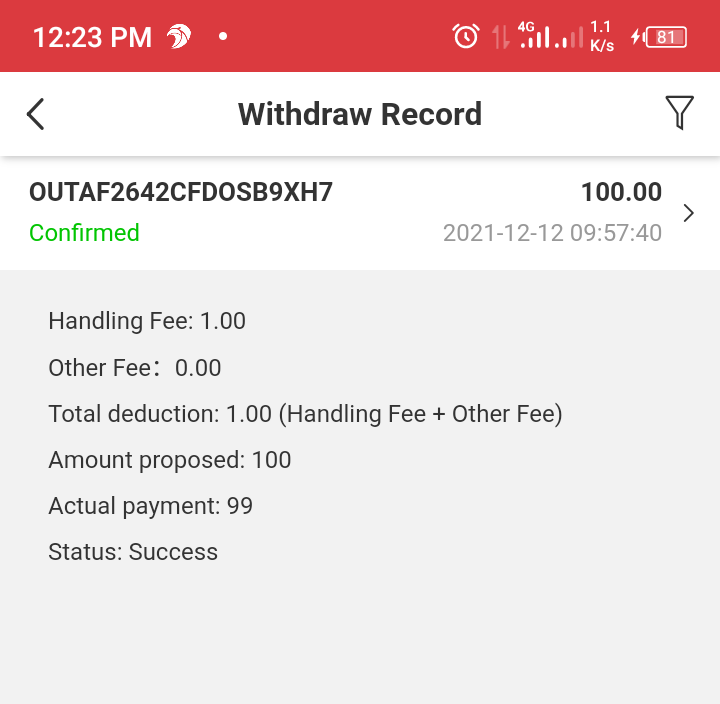 12:23 PM 4G 1.1 K/s 81
Withdraw Record
OUTAF2642CFDOSB9XH7 100.00
Confirmed 2021-12-12 09:57:40
Handling Fee: 1.00
Other Fee：0.00
Total deduction: 1.00 (Handling Fee + Other Fee)
Amount proposed: 100
Actual payment: 99
Status: Success